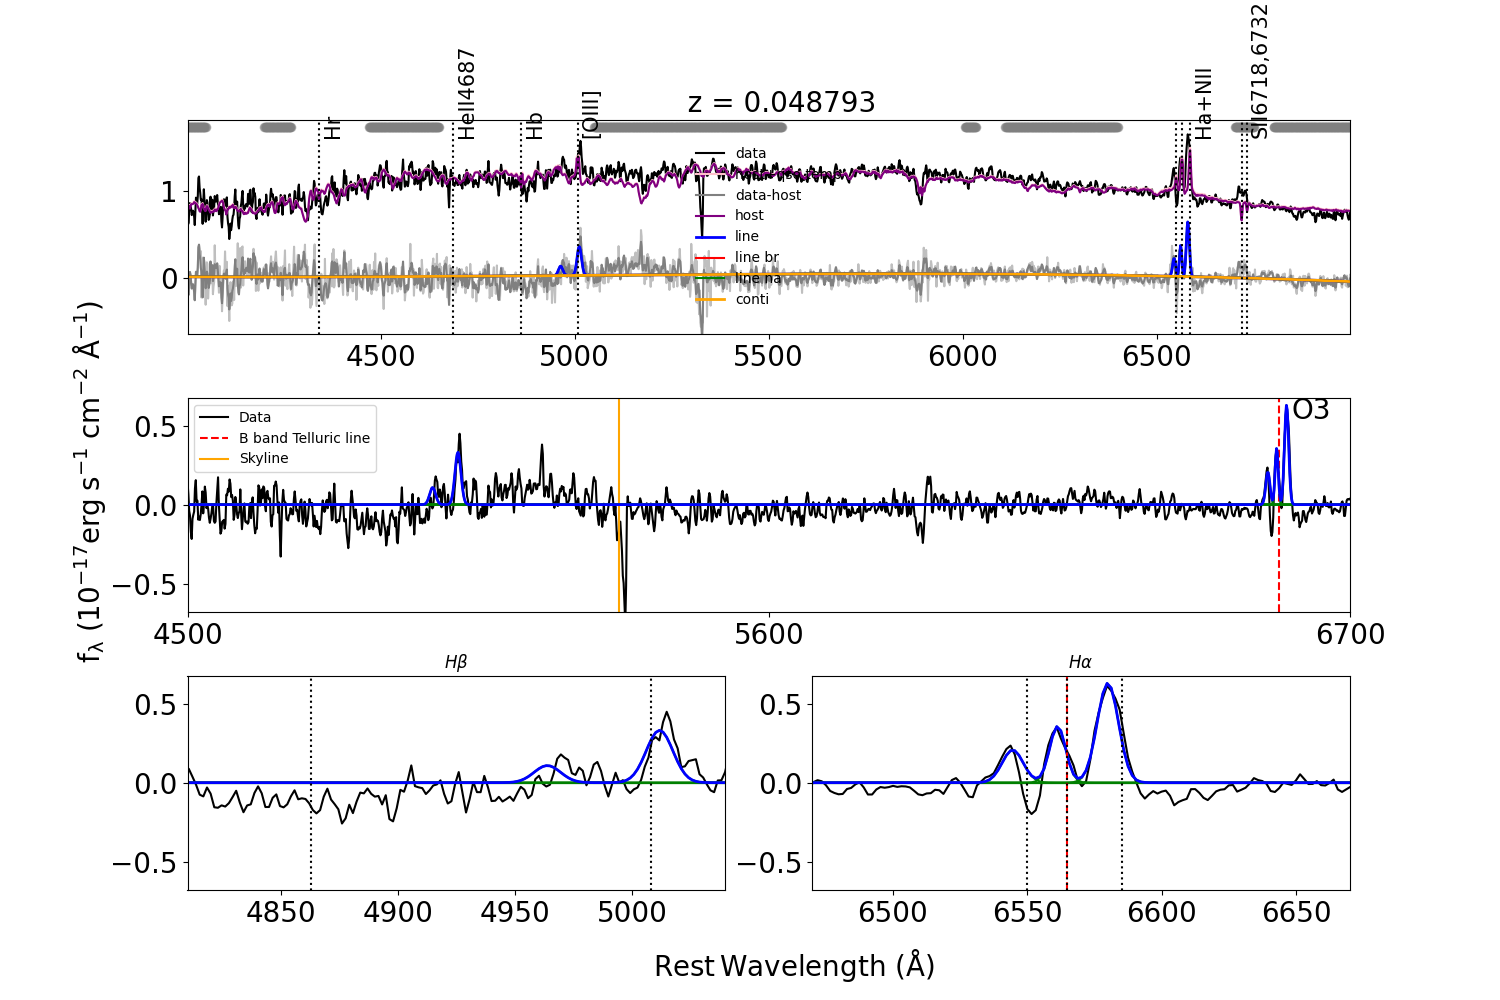 Hr
HeII4687
Hb
[OIII]
Ha+NII
SII6718,6732
z = 0.048793
data
data-host
host
line
line br
line na
conti
1
0
4500 5000 5500 6000 6500
fλ (10−17erg s−1 cm−2 Å−1)
Data
B band Telluric line
Skyline
O3
0.5
0.0
−0.5
4500 5600 6700
Hβ
0.5
0.0
−0.5
4850 4900 4950 5000
Hα
0.5
0.0
−0.5
6500 6550 6600 6650
Rest Wavelength (Å)